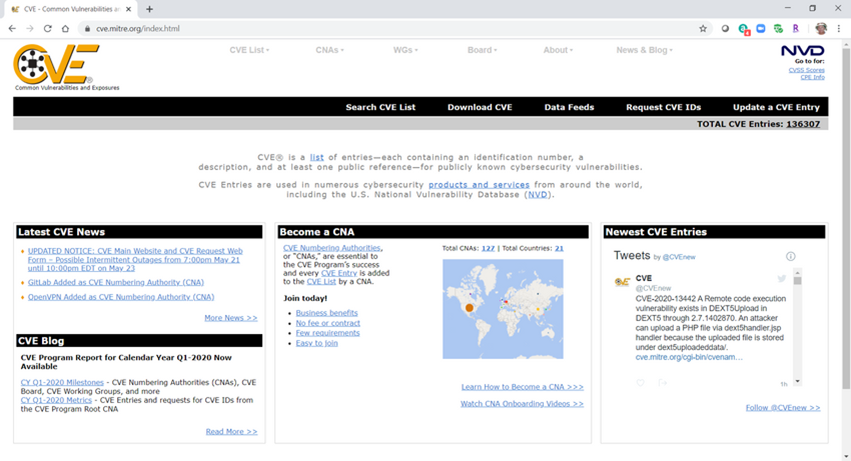 CVE - Common Vulnerabilities an
cve.mitre.org/index.html
CVE
Common Vulnerabilities and Exposures
CVE List
CNAs
WGs
Board
About
News & Blog
NVD
Go to for:
CVSS Scores
CPE Info
Search CVE List
Download CVE
Data Feeds
Request CVE IDs
Update a CVE Entry
TOTAL CVE Entries: 136307
CVE® is a list of entries—each containing an identification number, a
description, and at least one public reference—for publicly known cybersecurity vulnerabilities.
CVE Entries are used in numerous cybersecurity products and services from around the world,
including the U.S. National Vulnerability Database (NVD).
Latest CVE News
UPDATED NOTICE: CVE Main Website and CVE Request Web
Form – Possible Intermittent Outages from 7:00pm May 21
until 10:00pm EDT on May 23
GitLab Added as CVE Numbering Authority (CNA)
OpenVPN Added as CVE Numbering Authority (CNA)
More News >>
CVE Blog
CVE Program Report for Calendar Year Q1-2020 Now
Available
CY Q1-2020 Milestones - CVE Numbering Authorities (CNAs), CVE
Board, CVE Working Groups, and more
CY Q1-2020 Metrics - CVE Entries and requests for CVE IDs from
the CVE Program Root CNA
Read More >>
Become a CNA
CVE Numbering Authorities,
or "CNAs," are essential to
the CVE Program's success
and every CVE Entry is added
to the CVE List by a CNA.
Join today!
Business benefits
No fee or contract
Few requirements
Easy to join
Total CNAs: 127 | Total Countries: 21
Learn How to Become a CNA >>>
Watch CNA Onboarding Videos >>
Newest CVE Entries
Tweets by @CVEnew
CVE
@CVEnew
CVE-2020-13442 A Remote code execution
vulnerability exists in DEXT5Upload in
DEXT5 through 2.7.1402870. An attacker
can upload a PHP file via dext5handler.jsp
handler because the uploaded file is stored
under dext5uploadeddata/.
cve.mitre.org/cgi-bin/cvenam…
1h
Follow @CVEnew >>